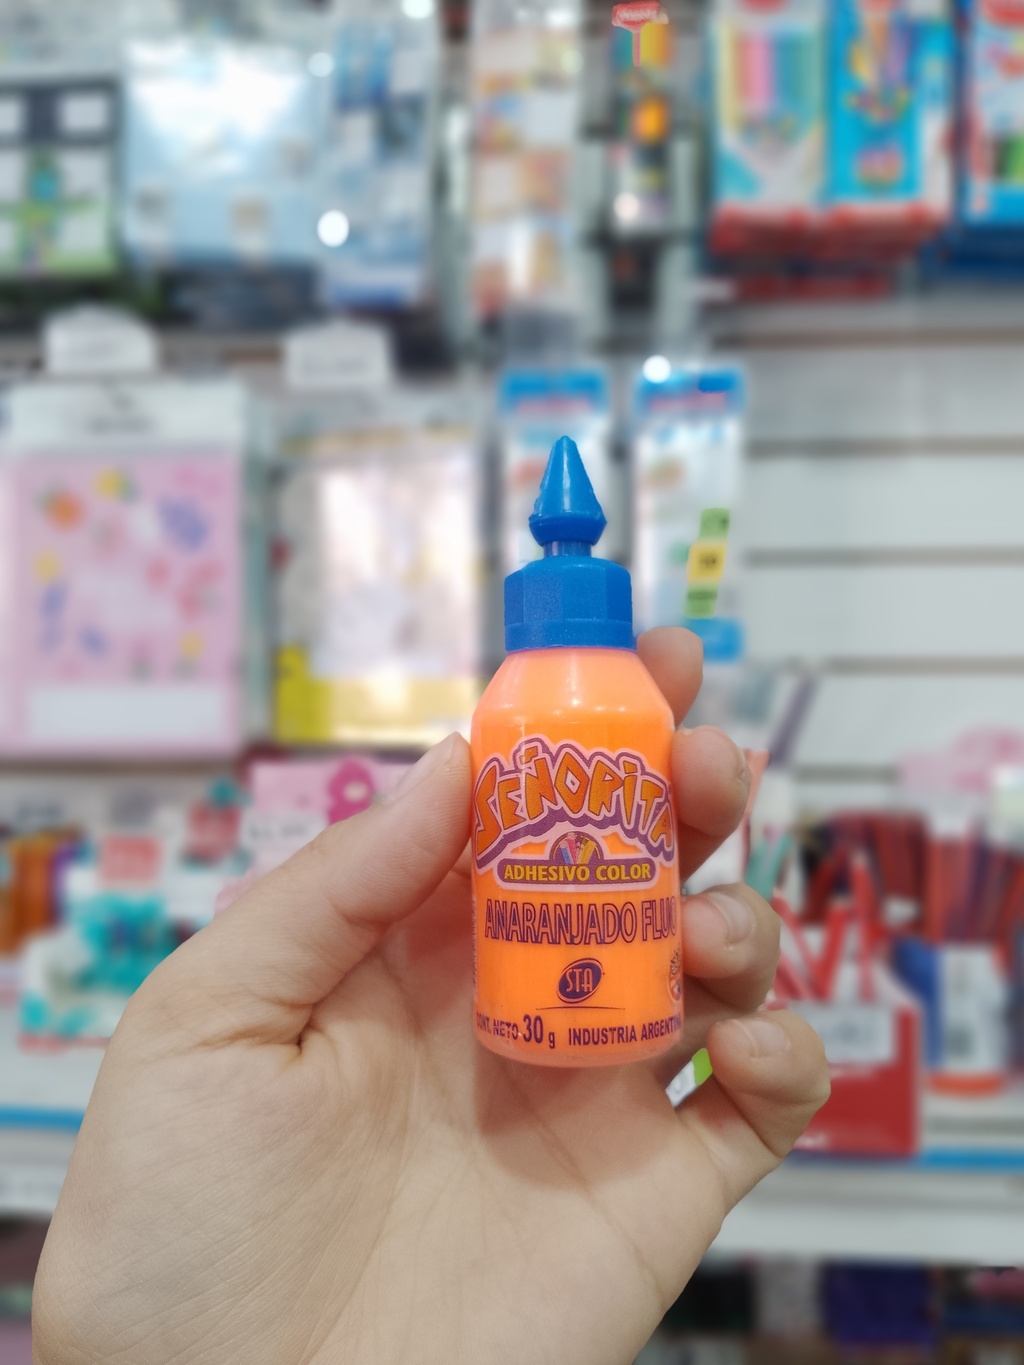 SEÑORITA
ADHESIVO COLOR
ANARANJADO FLUO
STA
CONT. NETO 30 g INDUSTRIA ARGENTINA